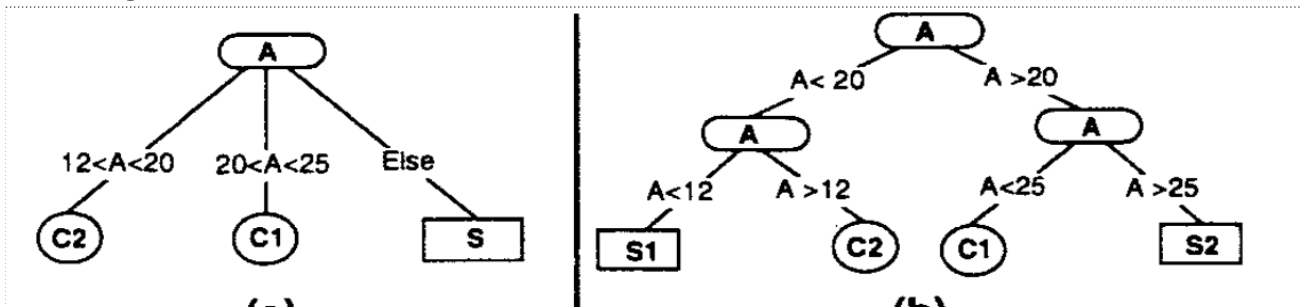 A
12<A<20 20<A<25 Else
C2 C1 S
(a)
A
A< 20 A >20
A A
A<12 A >12 A<25 A >25
S1 C2 C1 S2
(b)